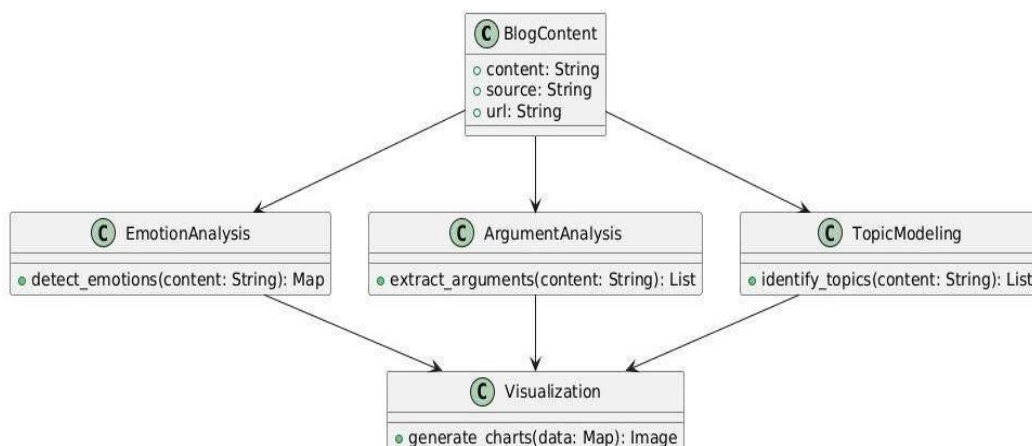 C BlogContent
content: String
source: String
url: String
C EmotionAnalysis
detect_emotions(content: String): Map
C ArgumentAnalysis
extract_arguments(content: String): List
C TopicModeling
identify_topics(content: String): List
C Visualization
generate_charts(data: Map): Image